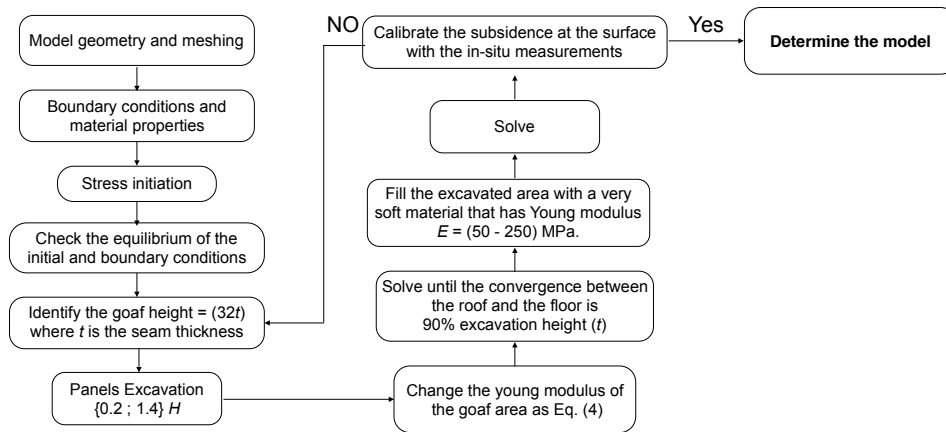 Model geometry and meshing
Boundary conditions and
material properties
Stress initiation
Check the equilibrium of the
initial and boundary conditions
Identify the goaf height = (32t)
where t is the seam thickness
Panels Excavation
{0.2 ; 1.4} H
Change the young modulus of
the goaf area as Eq. (4)
Solve until the convergence between
the roof and the floor is
90% excavation height (t)
Fill the excavated area with a very
soft material that has Young modulus
E = (50 - 250) MPa.
Solve
Calibrate the subsidence at the surface
with the in-situ measurements
NO
Yes
Determine the model